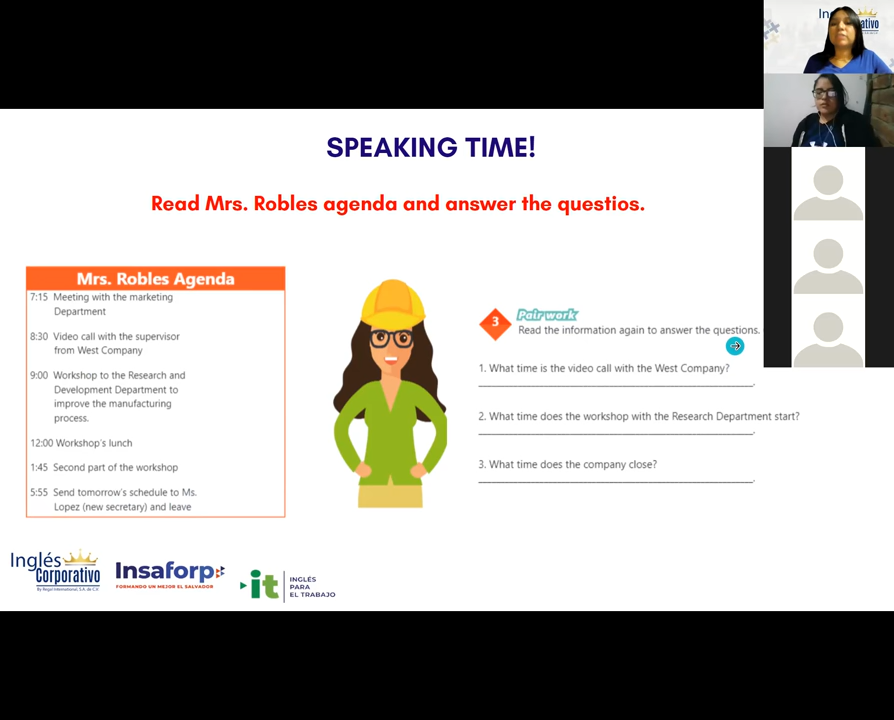 SPEAKING TIME!
Read Mrs. Robles agenda and answer the questios.
Mrs. Robles Agenda
7:15 Meeting with the marketing
Department
8:30 Video call with the supervisor
from West Company
9:00 Workshop to the Research and
Development Department to
improve the manufacturing
process.
12:00 Workshop's lunch
1:45 Second part of the workshop
5:55 Send tomorrow's schedule to Ms.
Lopez (new secretary) and leave
3
Pair work
Read the information again to answer the questions.
1. What time is the video call with the West Company?
2. What time does the workshop with the Research Department start?
3. What time does the company close?
Inglés
Corporativo
By Regal International, S.A. de C.V.
Insaforp
FORMANDO UN MEJOR EL SALVADOR
it
INGLÉS
PARA
EL TRABAJO